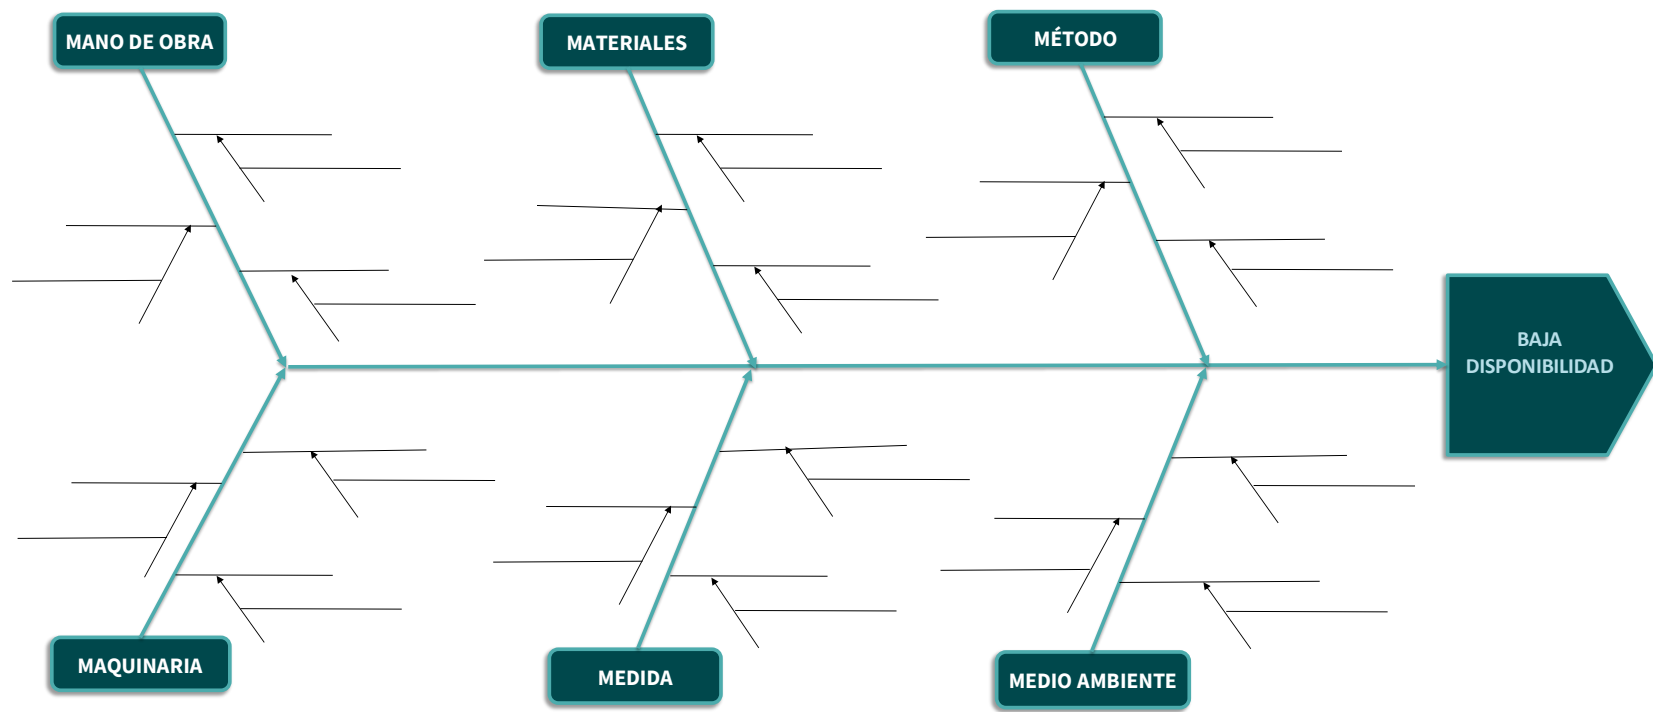 MANO DE OBRA
MATERIALES
MÉTODO
BAJA
DISPONIBILIDAD
MAQUINARIA
MEDIDA
MEDIO AMBIENTE